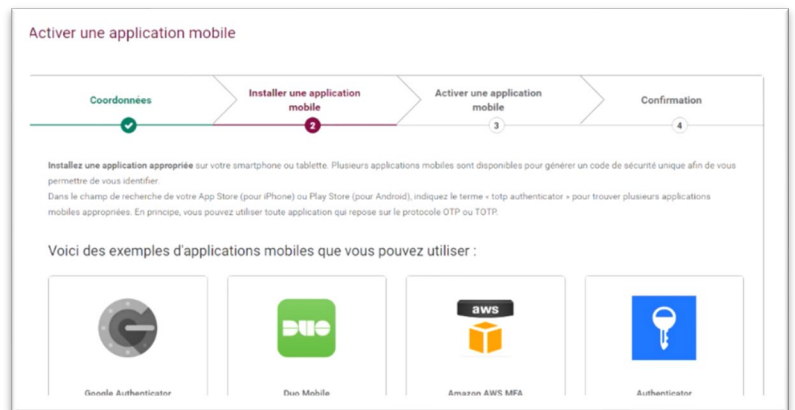 Activer une application mobile
Coordonnées
Installer une application
mobile
Activer une application
mobile
Confirmation
2
3
4
Installez une application appropriée sur votre smartphone ou tablette. Plusieurs applications mobiles sont disponibles pour générer un code de sécurité unique afin de vous
permettre de vous identifier.
Dans le champ de recherche de votre App Store (pour iPhone) ou Play Store (pour Android), indiquez le terme « totp authenticator » pour trouver plusieurs applications
mobiles appropriées. En principe, vous pouvez utiliser toute application qui repose sur le protocole OTP ou TOTP.
Voici des exemples d'applications mobiles que vous pouvez utiliser :
DUO
aws
Google Authenticator
Duo Mobile
Amazon AWS MFA
Authenticator